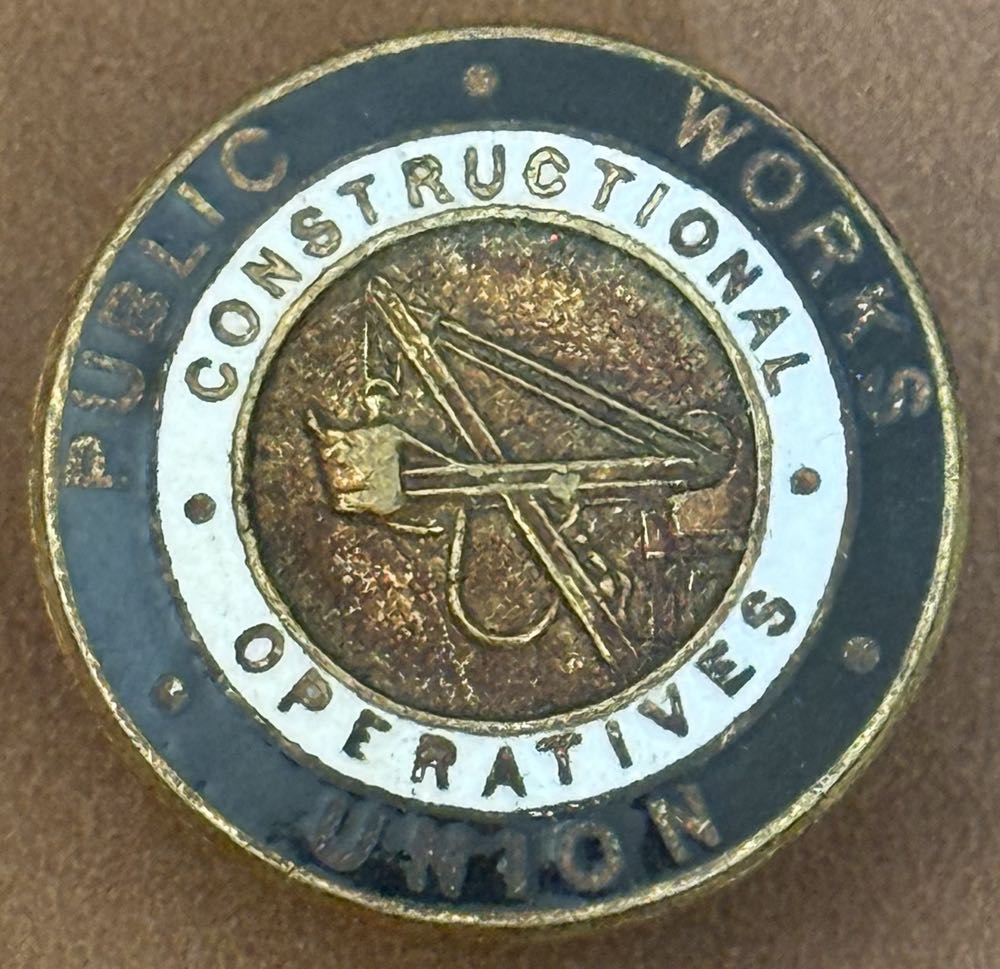 PUBLIC WORKS
UNION
CONSTRUCTIONAL
OPERATIVES